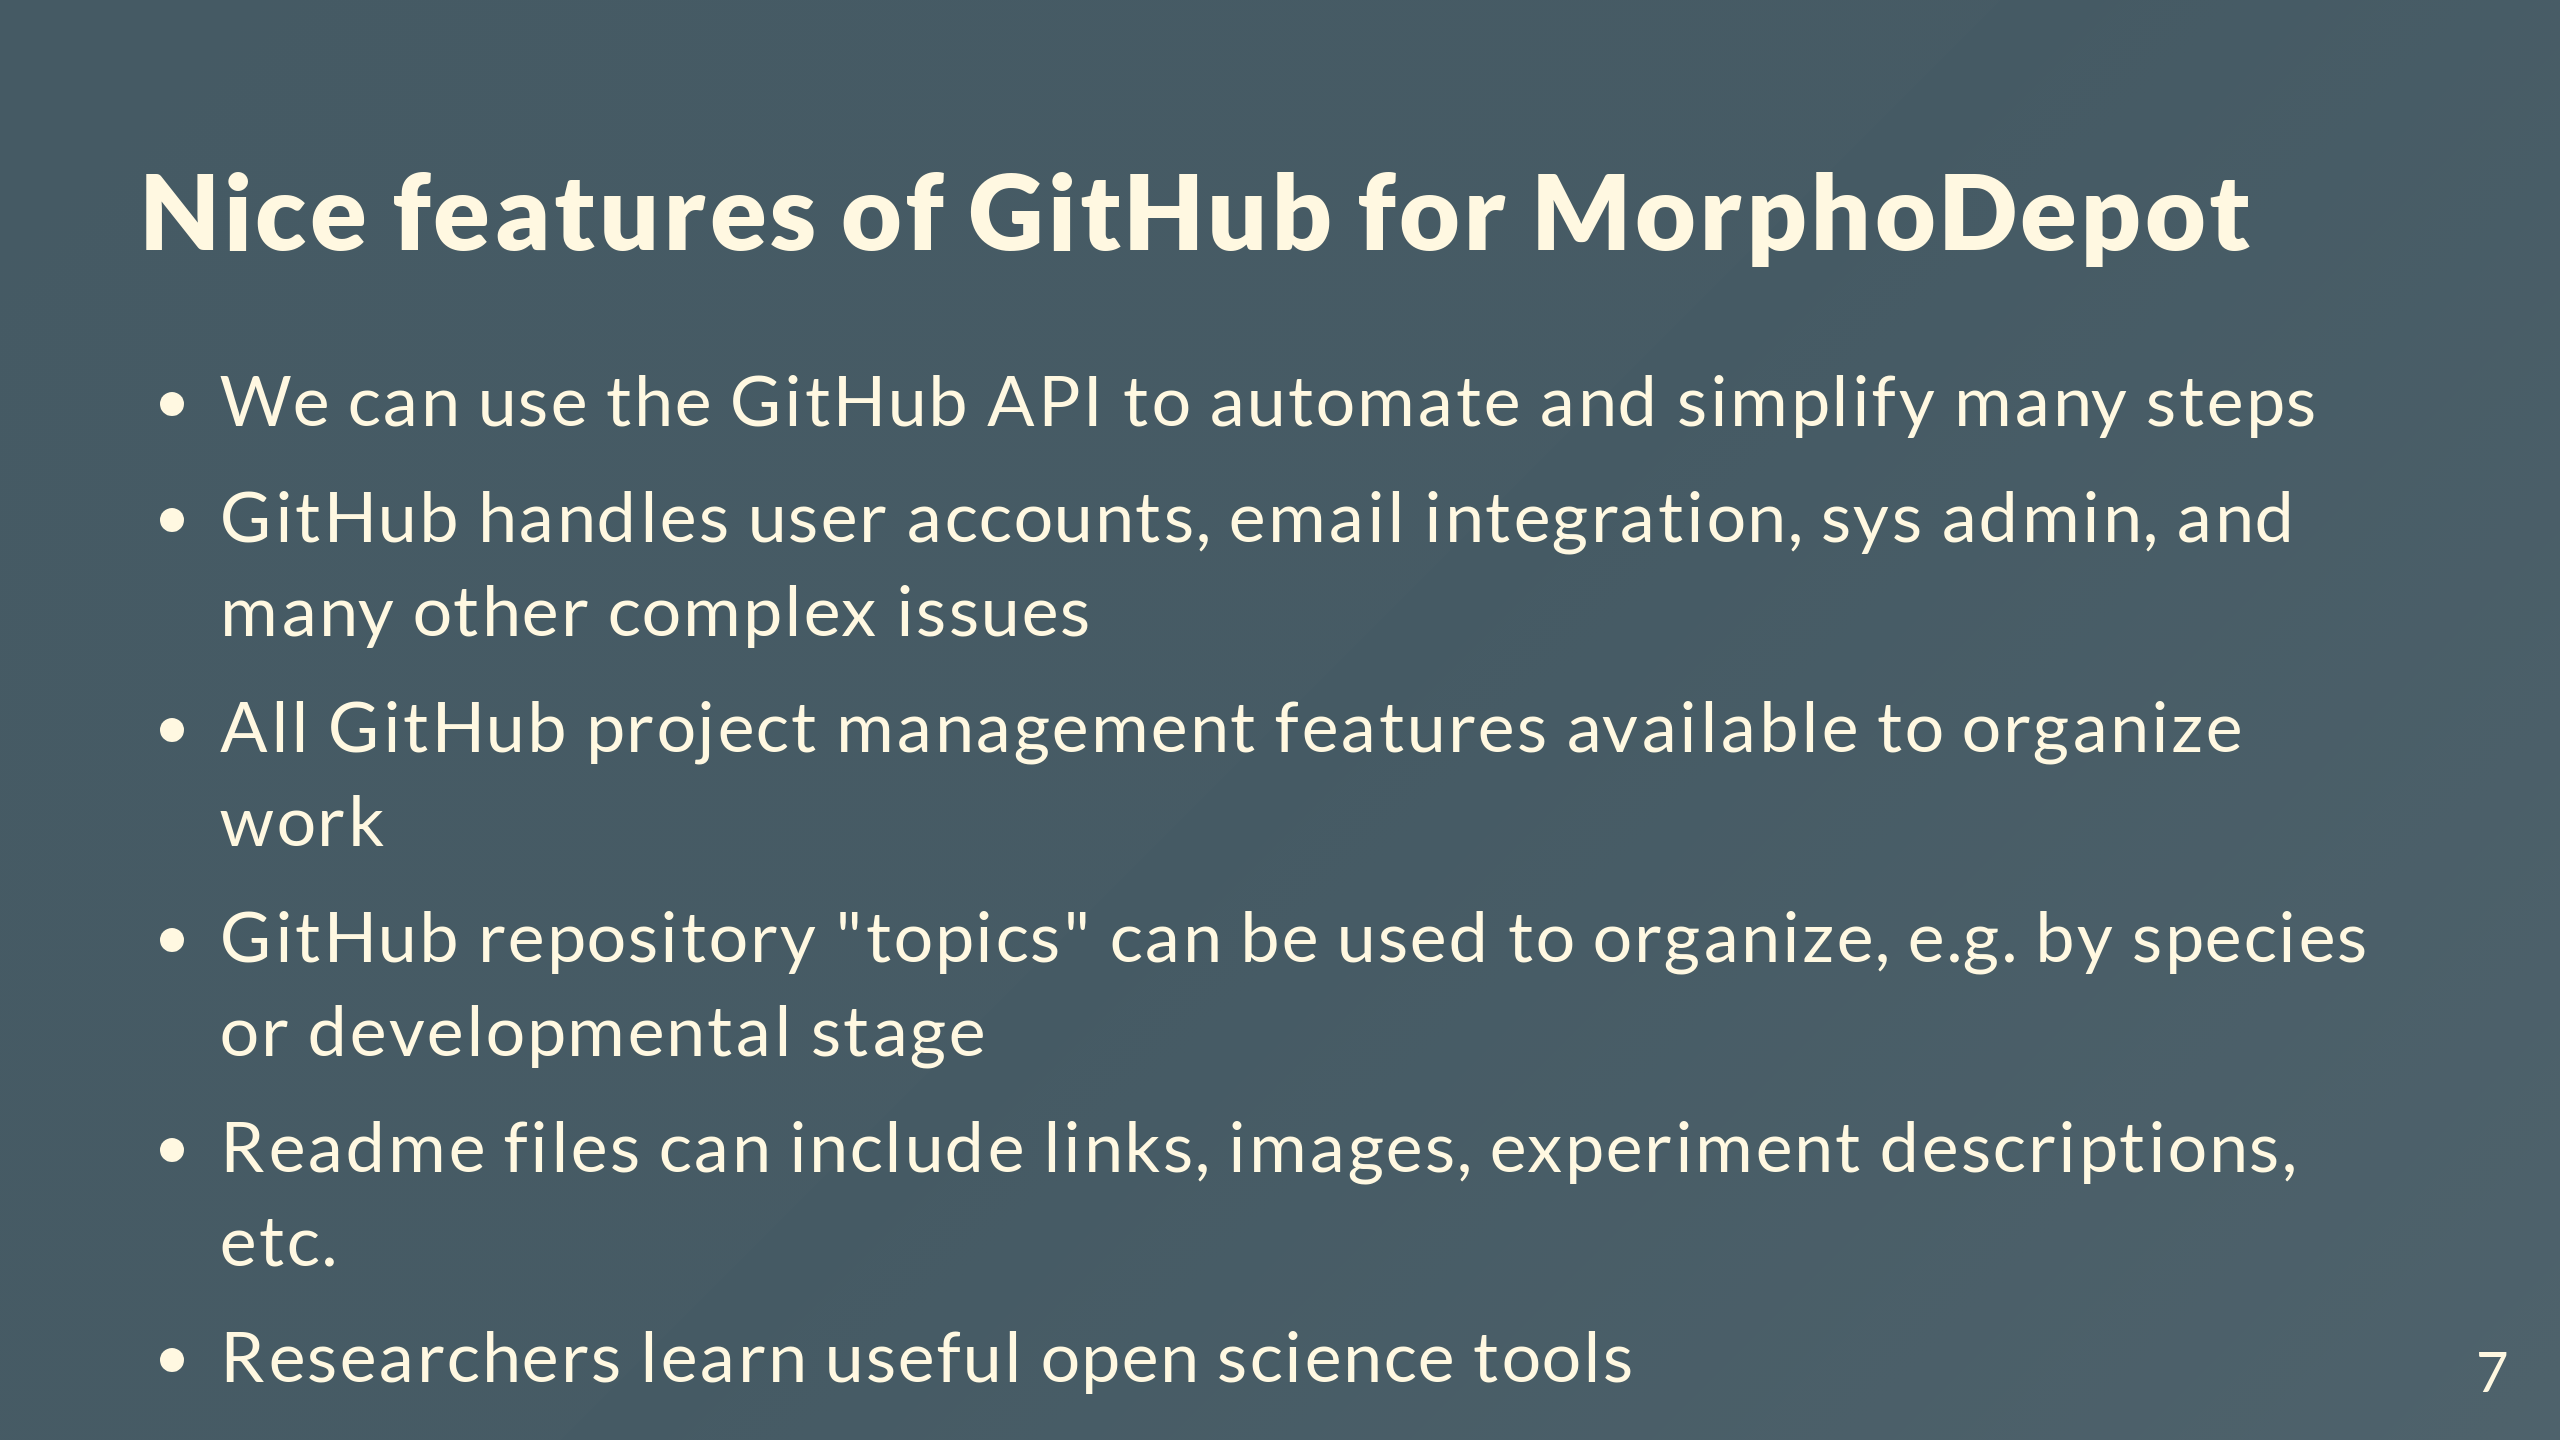 Nice features of GitHub for MorphoDepot
• We can use the GitHub API to automate and simplify many steps
• GitHub handles user accounts, email integration, sys admin, and
many other complex issues
• All GitHub project management features available to organize
work
• GitHub repository "topics" can be used to organize, e.g. by species
or developmental stage
• Readme files can include links, images, experiment descriptions,
etc.
• Researchers learn useful open science tools
7